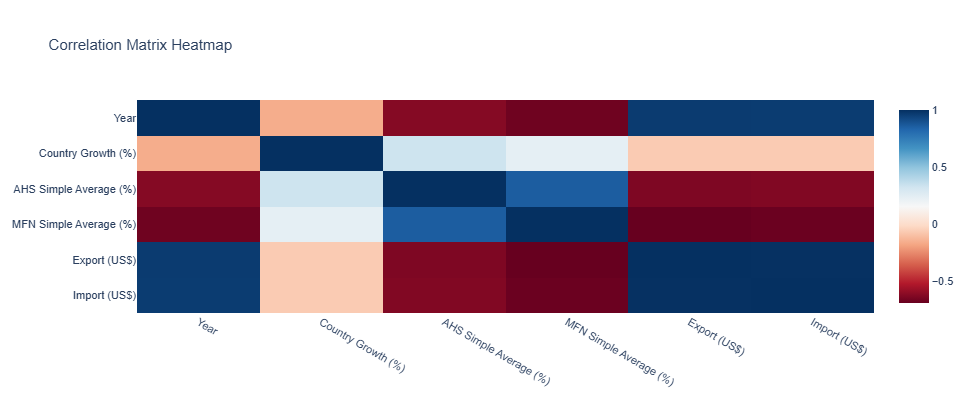 Correlation Matrix Heatmap
Year
Country Growth (%)
AHS Simple Average (%)
MFN Simple Average (%)
Export (US$)
Import (US$)
Year
Country Growth (%)
AHS Simple Average (%)
MFN Simple Average (%)
Export (US$)
Import (US$)
1
0.5
0
−0.5